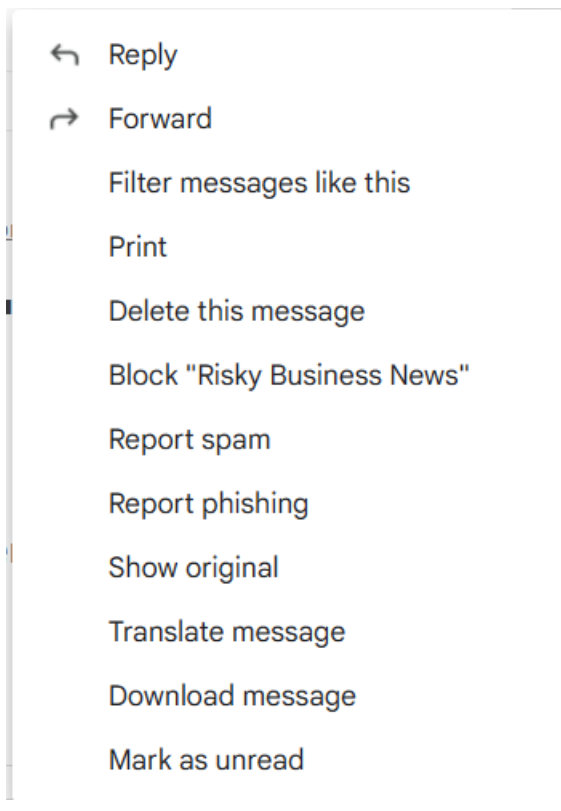 Reply
Forward
Filter messages like this
Print
Delete this message
Block "Risky Business News"
Report spam
Report phishing
Show original
Translate message
Download message
Mark as unread